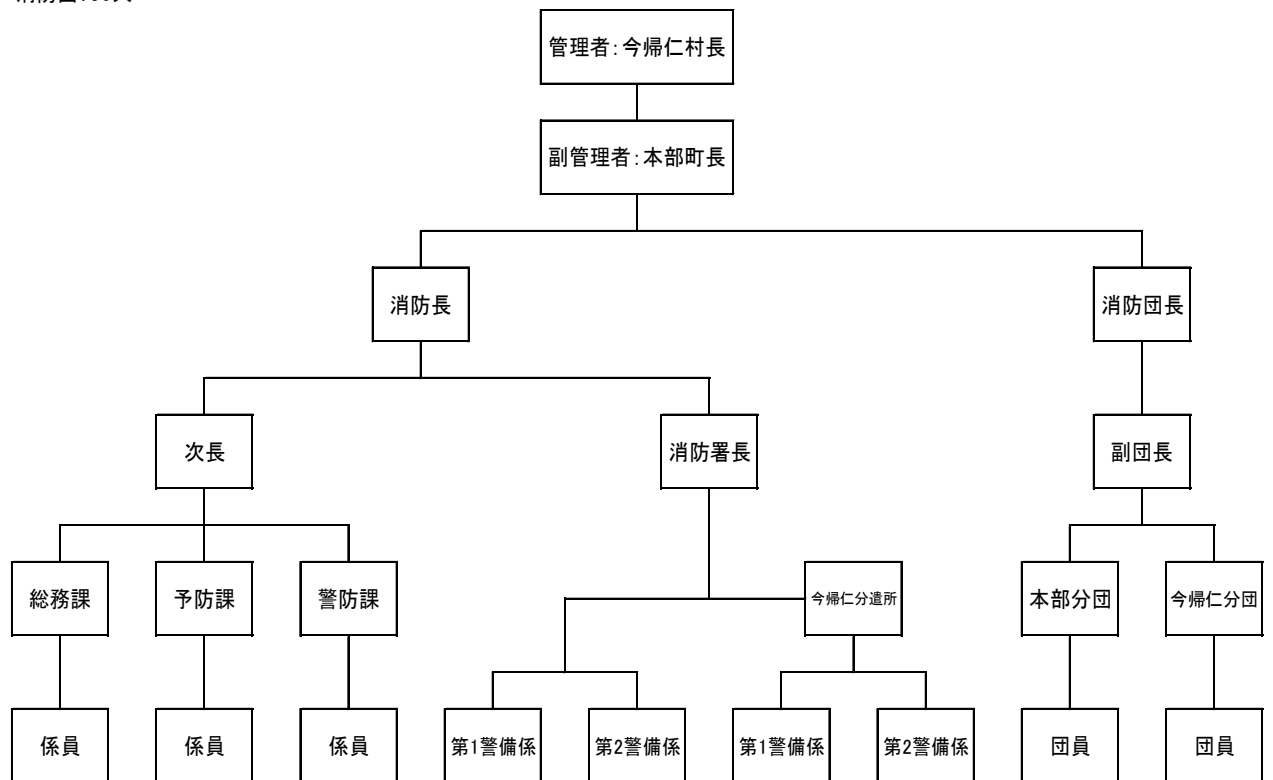 管理者：今帰仁村長
副管理者：本部町長
消防長
消防団長
次長
消防署長
副団長
総務課
予防課
警防課
今帰仁分遣所
本部分団
今帰仁分団
係員
係員
係員
第1警備係
第2警備係
第1警備係
第2警備係
団員
団員